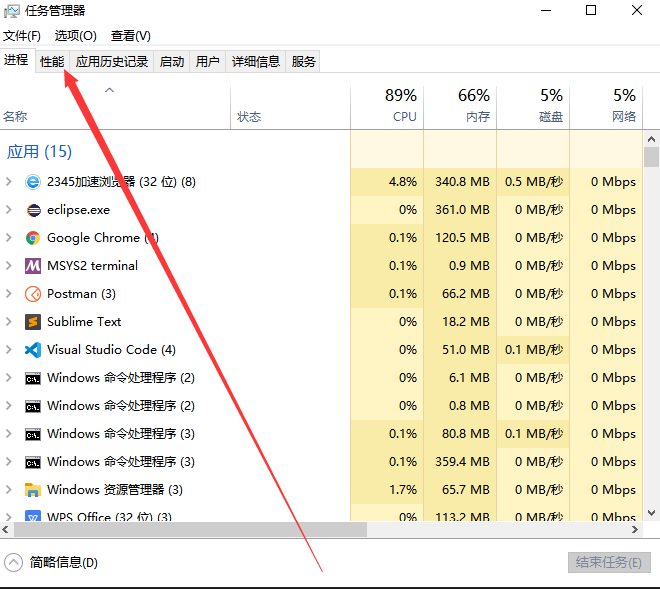 任务管理器
文件(F) 选项(O) 查看(V)
进程 性能 应用历史记录 启动 用户 详细信息 服务
89% 66% 5% 5%
名称 状态 CPU 内存 磁盘 网络
应用 (15)
2345加速浏览器 (32 位) (8) 4.8% 340.8 MB 0.5 MB/秒 0 Mbps
eclipse.exe 0% 361.0 MB 0 MB/秒 0 Mbps
Google Chrome (4) 0.1% 120.5 MB 0 MB/秒 0 Mbps
MSYS2 terminal 0.1% 0.9 MB 0 MB/秒 0 Mbps
Postman (3) 0.1% 66.2 MB 0 MB/秒 0 Mbps
Sublime Text 0% 18.2 MB 0 MB/秒 0 Mbps
Visual Studio Code (4) 0% 51.0 MB 0.1 MB/秒 0 Mbps
Windows 命令处理程序 (2) 0% 6.1 MB 0 MB/秒 0 Mbps
Windows 命令处理程序 (2) 0% 0.8 MB 0 MB/秒 0 Mbps
Windows 命令处理程序 (3) 0.1% 80.8 MB 0.1 MB/秒 0 Mbps
Windows 命令处理程序 (3) 0.1% 359.4 MB 0 MB/秒 0 Mbps
Windows 资源管理器 (3) 1.7% 65.7 MB 0 MB/秒 0 Mbps
WPS Office (32 位) (3) 0% 113.2 MB 0 MB/秒 0 Mbps
简略信息(D) 结束任务(E)